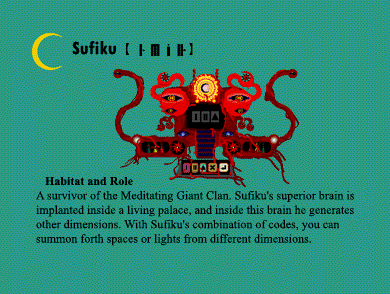 Sufiku
Habitat and Role
A survivor of the Meditating Giant Clan. Sufiku's superior brain is
implanted inside a living palace, and inside this brain he generates
other dimensions. With Sufiku's combination of codes, you can
summon forth spaces or lights from different dimensions.